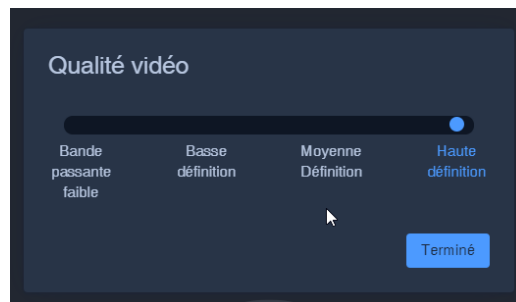 Qualité vidéo
Bande passante faible
Basse définition
Moyenne Définition
Haute définition
Terminé